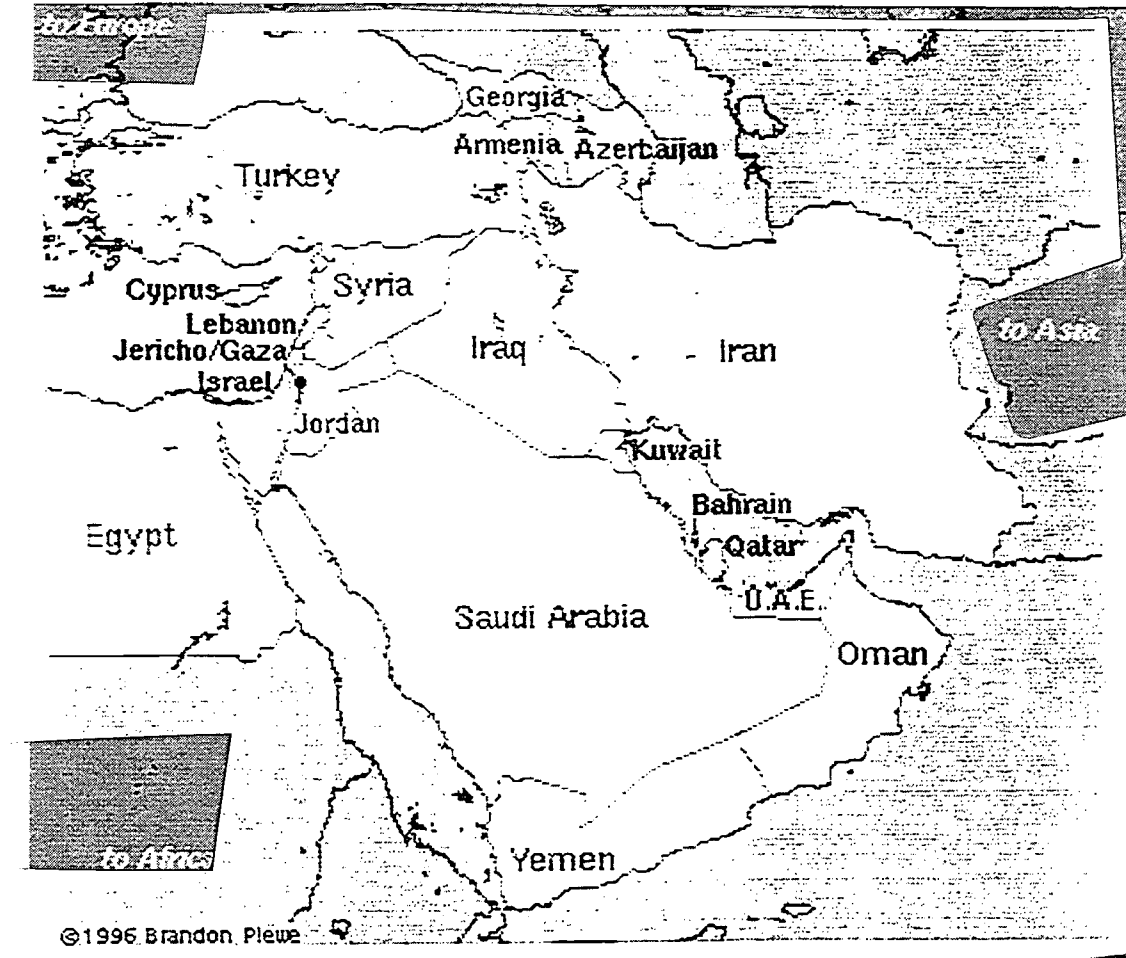 to Europe
Georgia
Armenia
Azerbaijan
Turkey
Cyprus
Syria
Lebanon
Jericho/Gaza
Israel
Iraq
Iran
to Asia
Jordan
Kuwait
Bahrain
Egypt
Qatar
U.A.E.
Saudi Arabia
Oman
to Africa
Yemen
©1996 Brandon Plewe